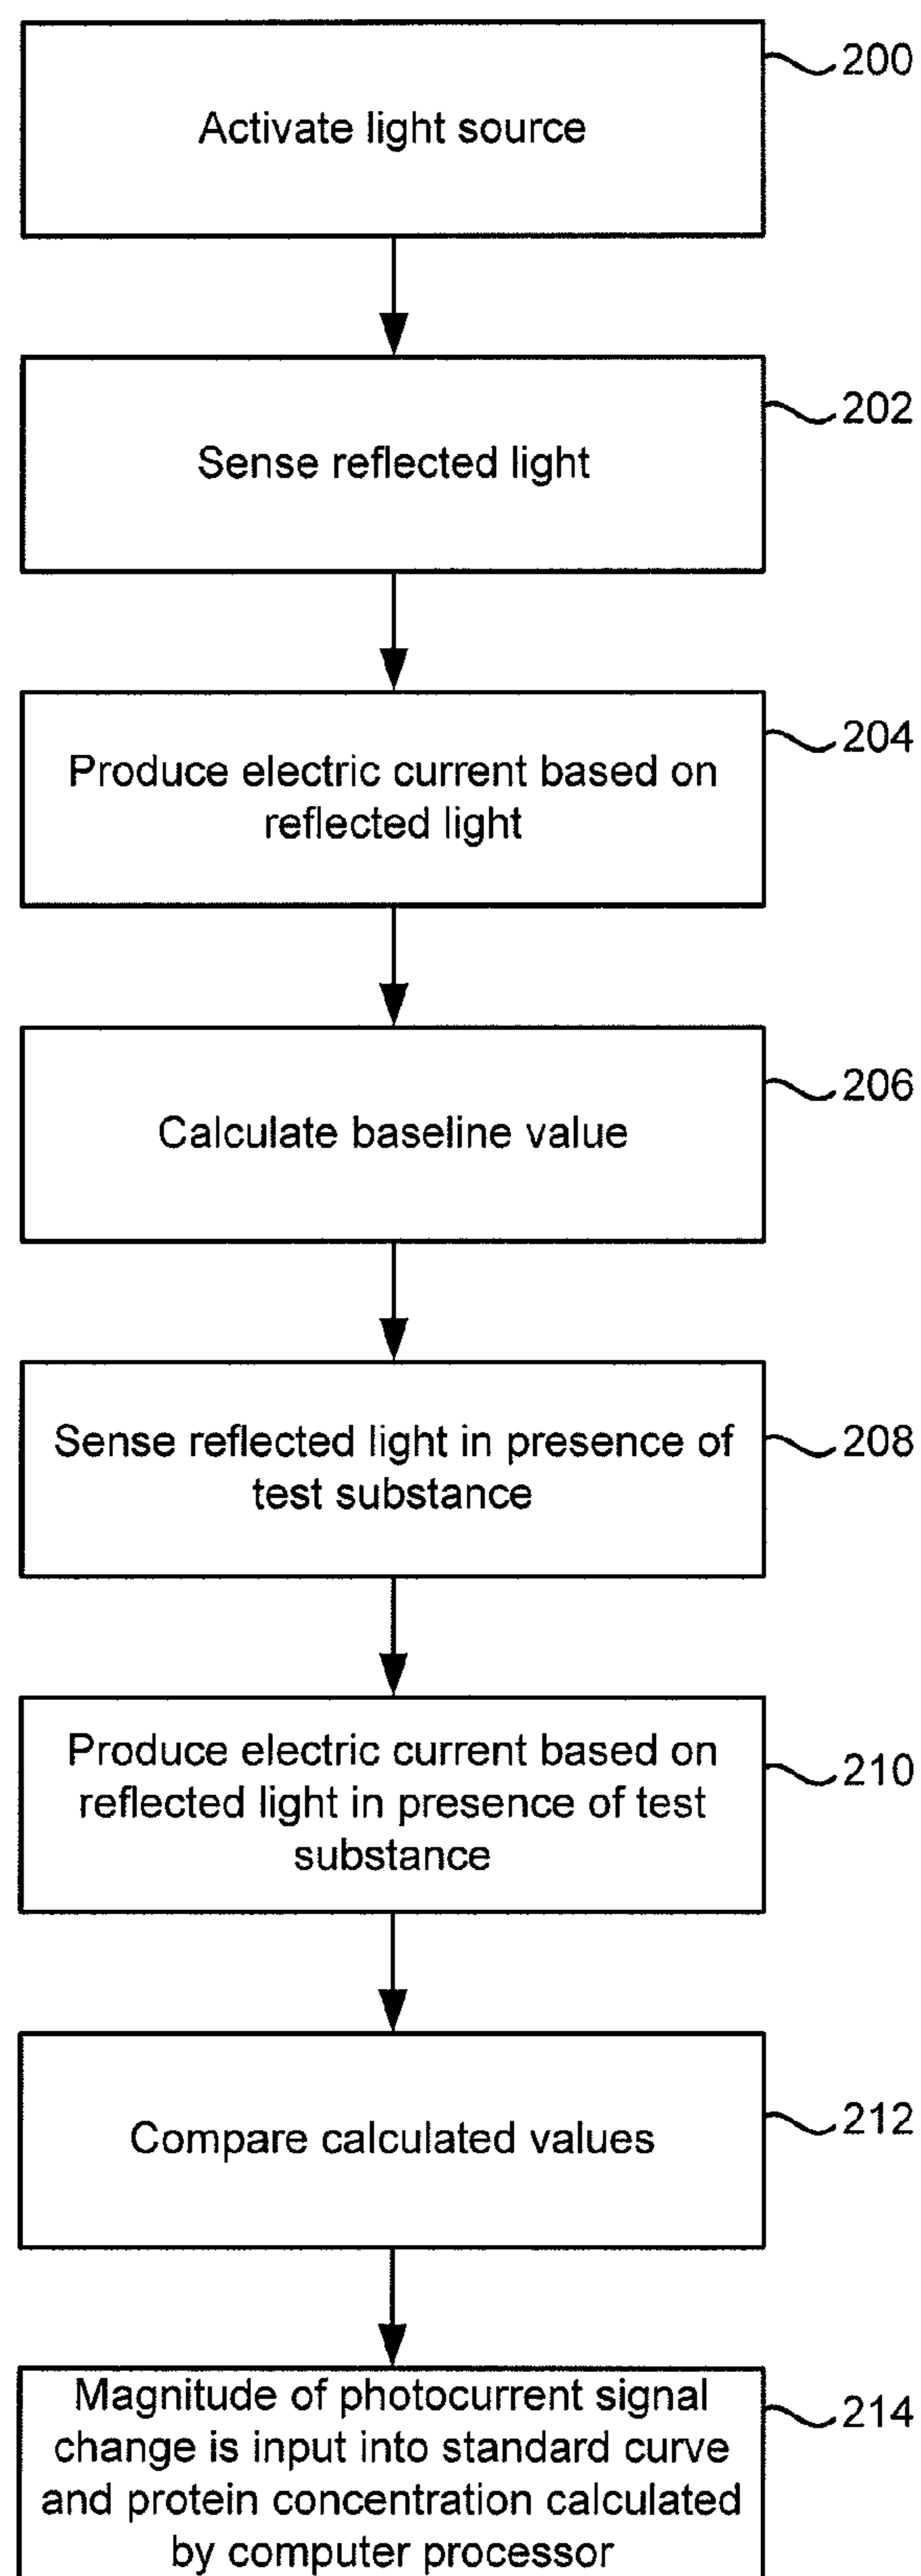 Activate light source
200
Sense reflected light
202
Produce electric current based on
reflected light
204
Calculate baseline value
206
Sense reflected light in presence of
test substance
208
Produce electric current based on
reflected light in presence of test
substance
210
Compare calculated values
212
Magnitude of photocurrent signal
change is input into standard curve
and protein concentration calculated
by computer processor
214